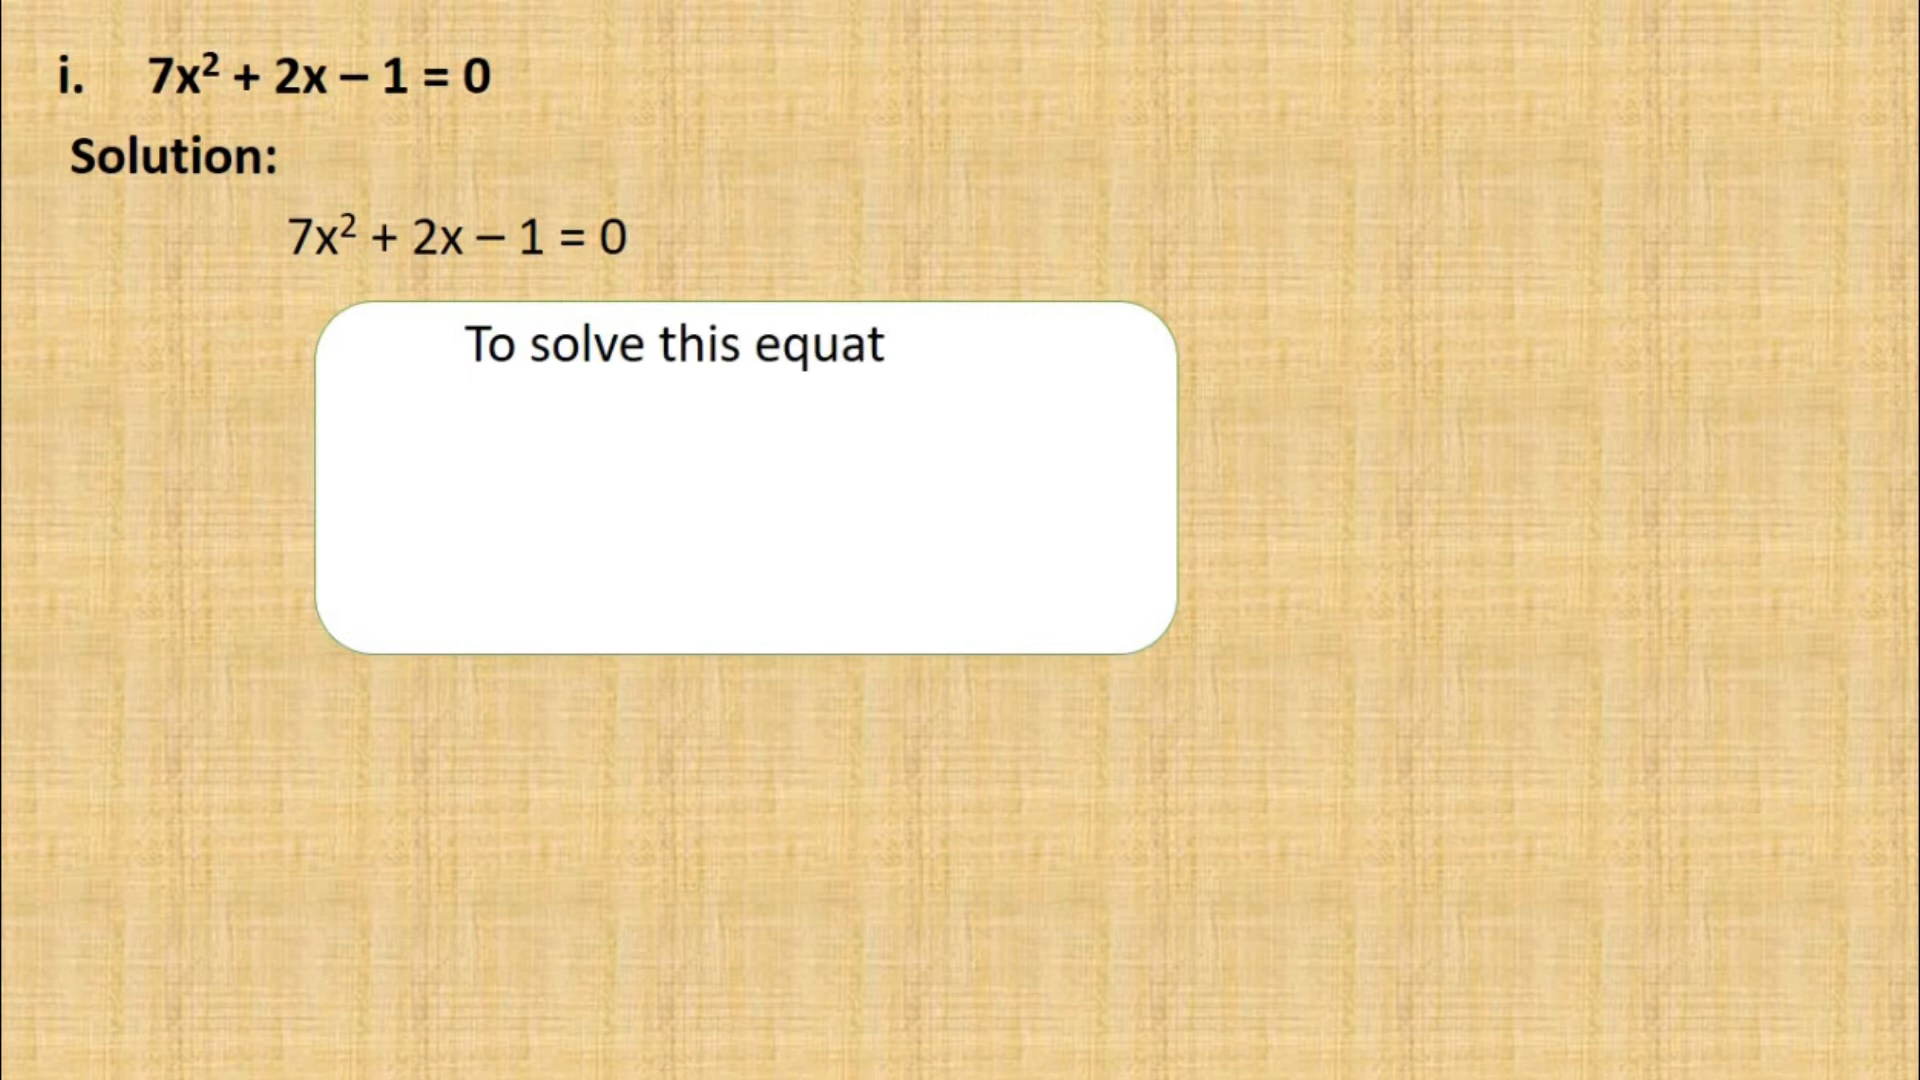 i. 7x² + 2x – 1 = 0
Solution:
7x² + 2x – 1 = 0
To solve this equat